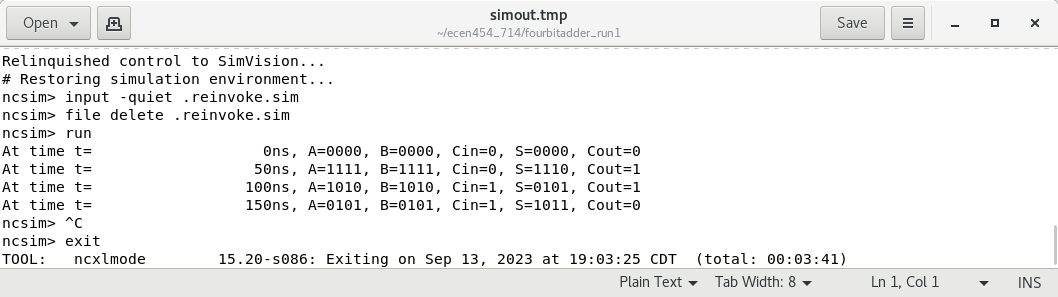 Open
simout.tmp
~/ecen454_714/fourbitadder_run1
Save
Relinquished control to SimVision...
# Restoring simulation environment...
ncsim> input -quiet .reinvoke.sim
ncsim> file delete .reinvoke.sim
ncsim> run
At time t=                   0ns, A=0000, B=0000, Cin=0, S=0000, Cout=0
At time t=                  50ns, A=1111, B=1111, Cin=0, S=1110, Cout=1
At time t=                 100ns, A=1010, B=1010, Cin=1, S=0101, Cout=1
At time t=                 150ns, A=0101, B=0101, Cin=1, S=1011, Cout=0
ncsim> ^C
ncsim> exit
TOOL:   ncxlmode        15.20-s086: Exiting on Sep 13, 2023 at 19:03:25 CDT  (total: 00:03:41)
Plain Text Tab Width: 8 Ln 1, Col 1 INS